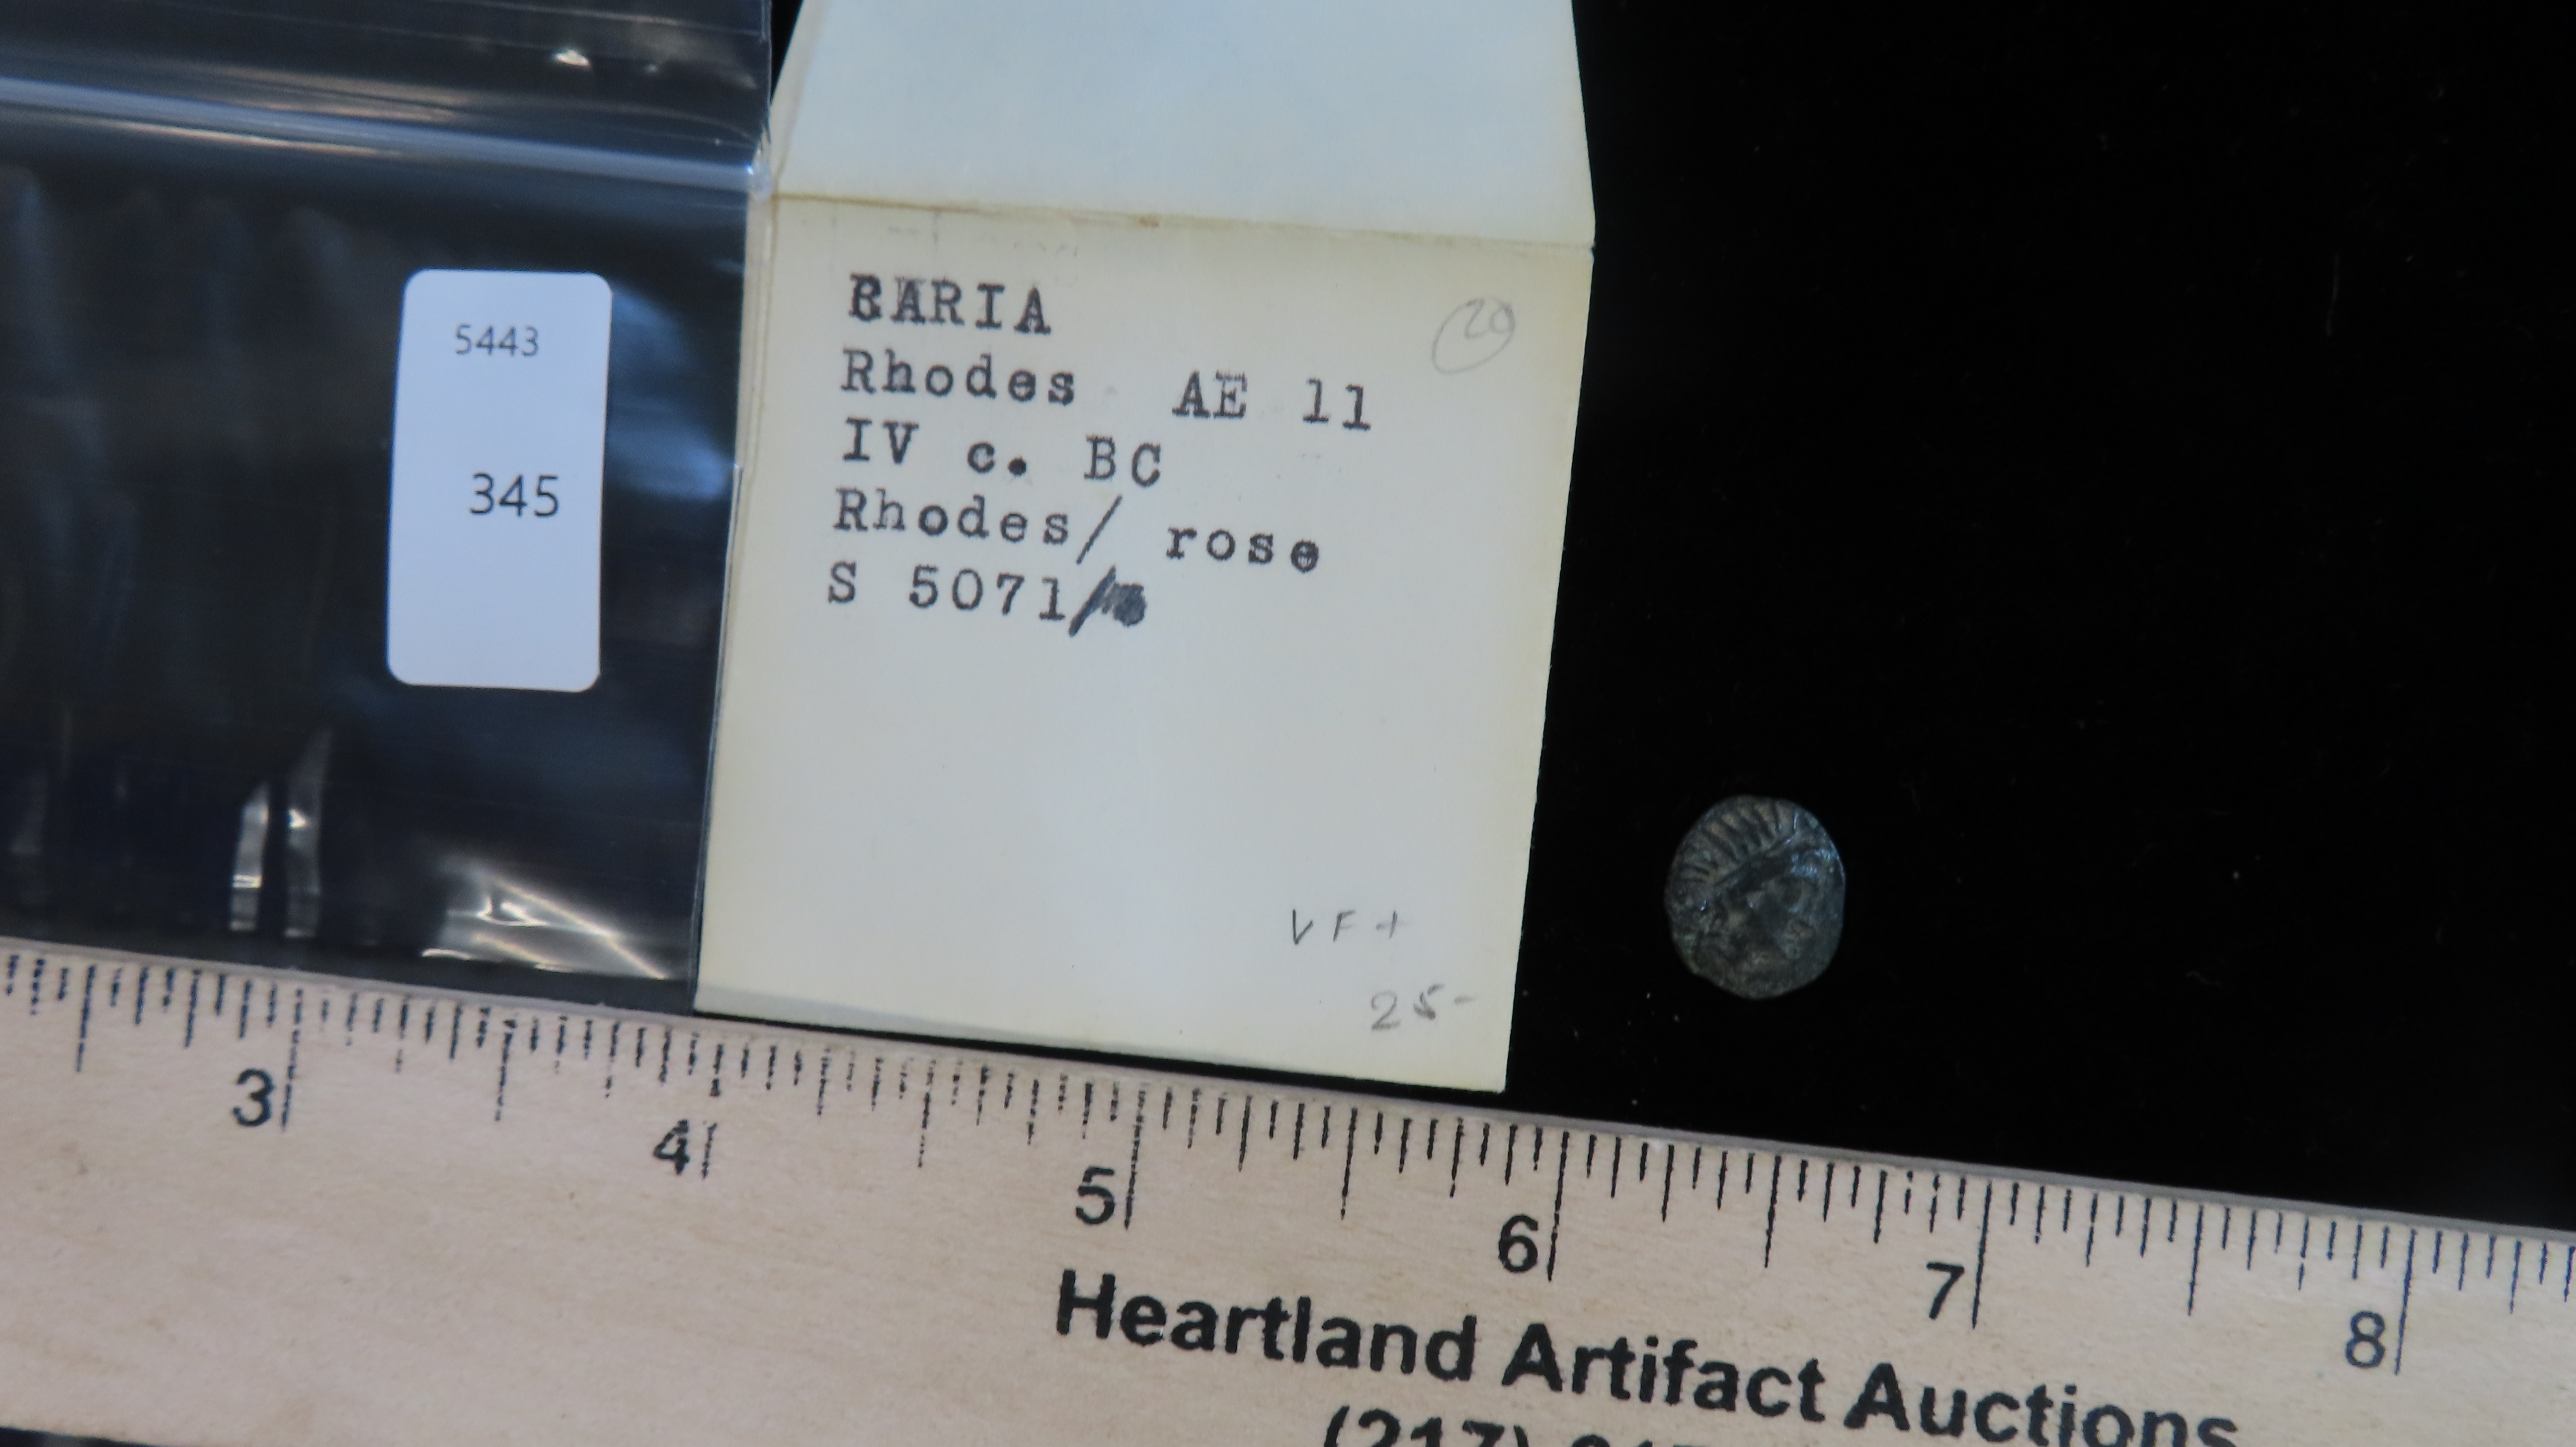 5443
345
CARIA
20
Rhodes AE 11
IV c. BC
Rhodes/ rose
S 5071/
VF+
25-
3
4
5
6
7
8
Heartland Artifact Auctions
(217)